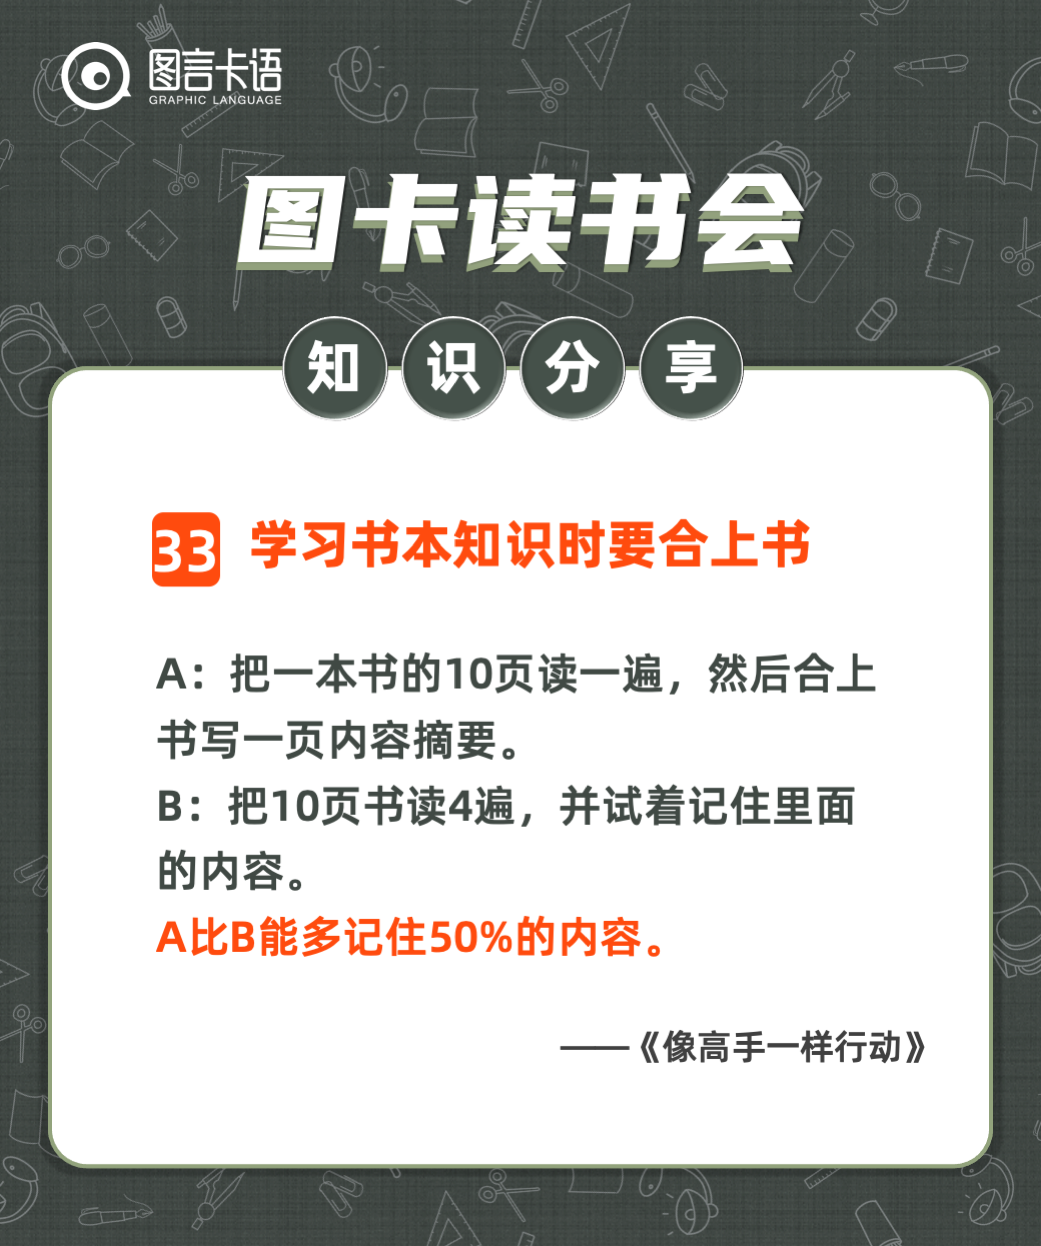 图言卡语
GRAPHIC LANGUAGE
图卡读书会
知识分享
33 学习书本知识时要合上书
A：把一本书的10页读一遍，然后合上
书写一页内容摘要。
B：把10页书读4遍，并试着记住里面
的内容。
A比B能多记住50%的内容。
——《像高手一样行动》